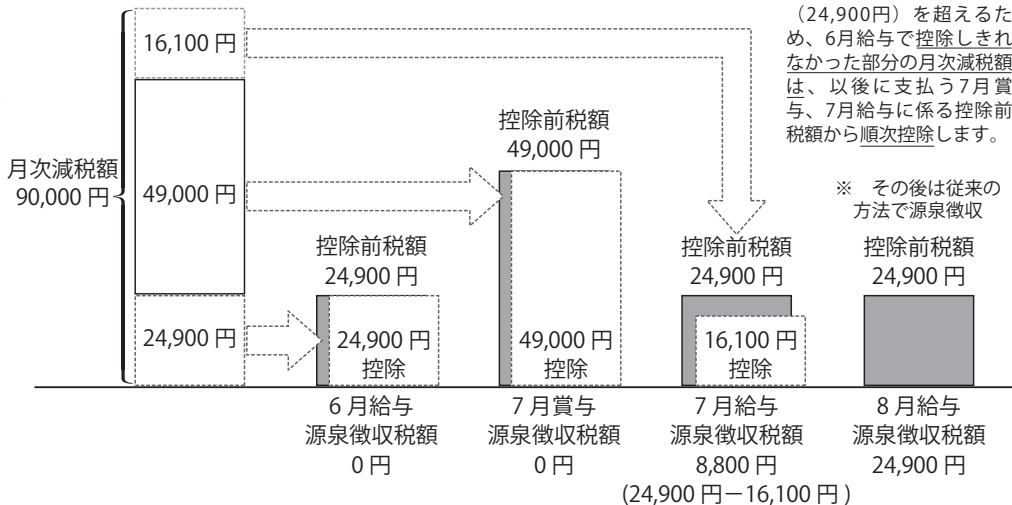 (24,900円)を超えるた
め、6月給与で控除しきれ
なかった部分の月次減税額
は、以後に支払う7月賞
与、7月給与に係る控除前
税額から順次控除します。
※ その後は従来の
方法で源泉徴収
月次減税額
90,000 円
16,100 円
49,000 円
24,900 円
控除前税額
24,900 円
24,900 円
控除
6 月給与
源泉徴収税額
0 円
控除前税額
49,000 円
49,000 円
控除
7 月賞与
源泉徴収税額
0 円
控除前税額
24,900 円
16,100 円
控除
7 月給与
源泉徴収税額
8,800 円
(24,900 円－16,100 円 )
控除前税額
24,900 円
8 月給与
源泉徴収税額
24,900 円